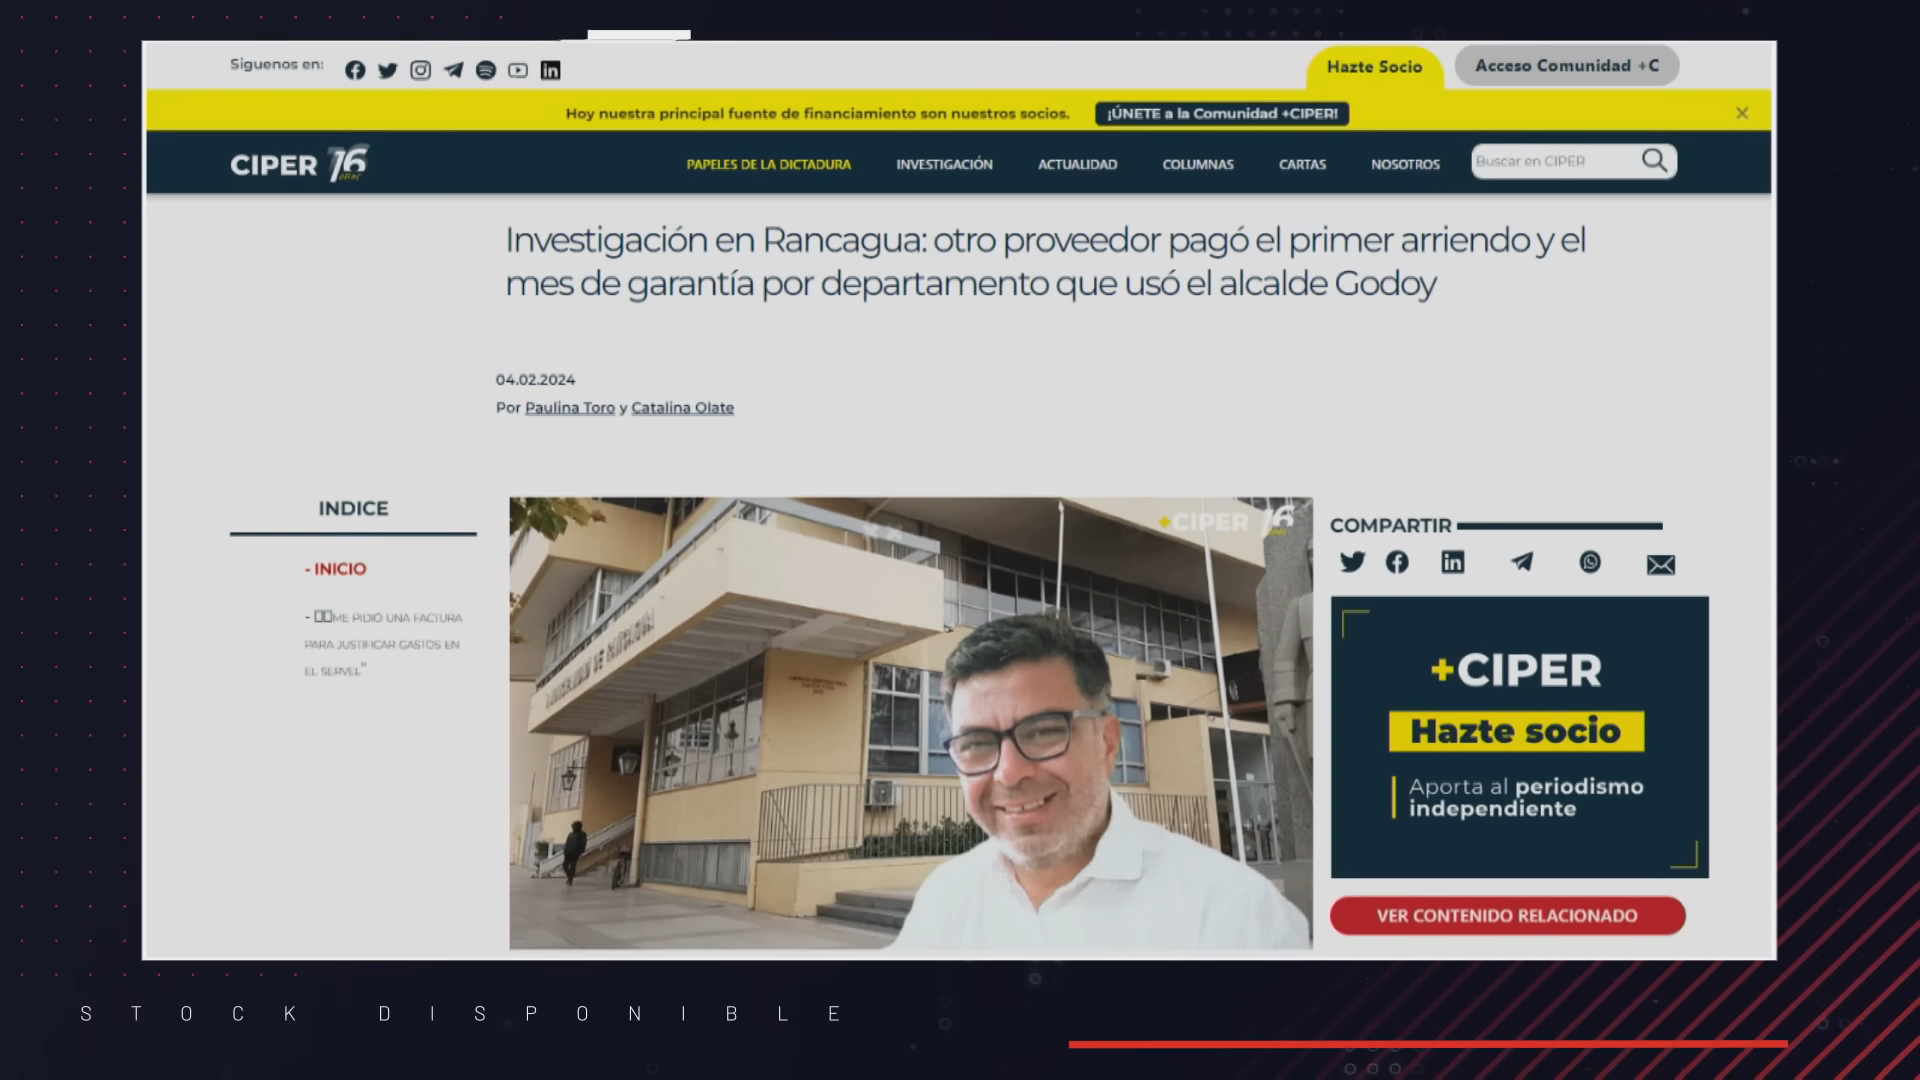 Siguenos en:
Hazte Socio
Acceso Comunidad +C
Hoy nuestra principal fuente de financiamiento son nuestros socios.
¡ÚNETE a la Comunidad +CIPER!
CIPER 16
PAPELES DE LA DICTADURA
INVESTIGACIÓN
ACTUALIDAD
COLUMNAS
CARTAS
NOSOTROS
Buscar en CIPER
Investigación en Rancagua: otro proveedor pagó el primer arriendo y el
mes de garantía por departamento que usó el alcalde Godoy
04.02.2024
Por Paulina Toro y Catalina Olate
INDICE
- INICIO
- ME PIDIÓ UNA FACTURA
PARA JUSTIFICAR GASTOS EN
EL SERVEL"
+CIPER 16
COMPARTIR
+CIPER
Hazte socio
Aporta al periodismo
independiente
VER CONTENIDO RELACIONADO
STOCK DISPONIBLE